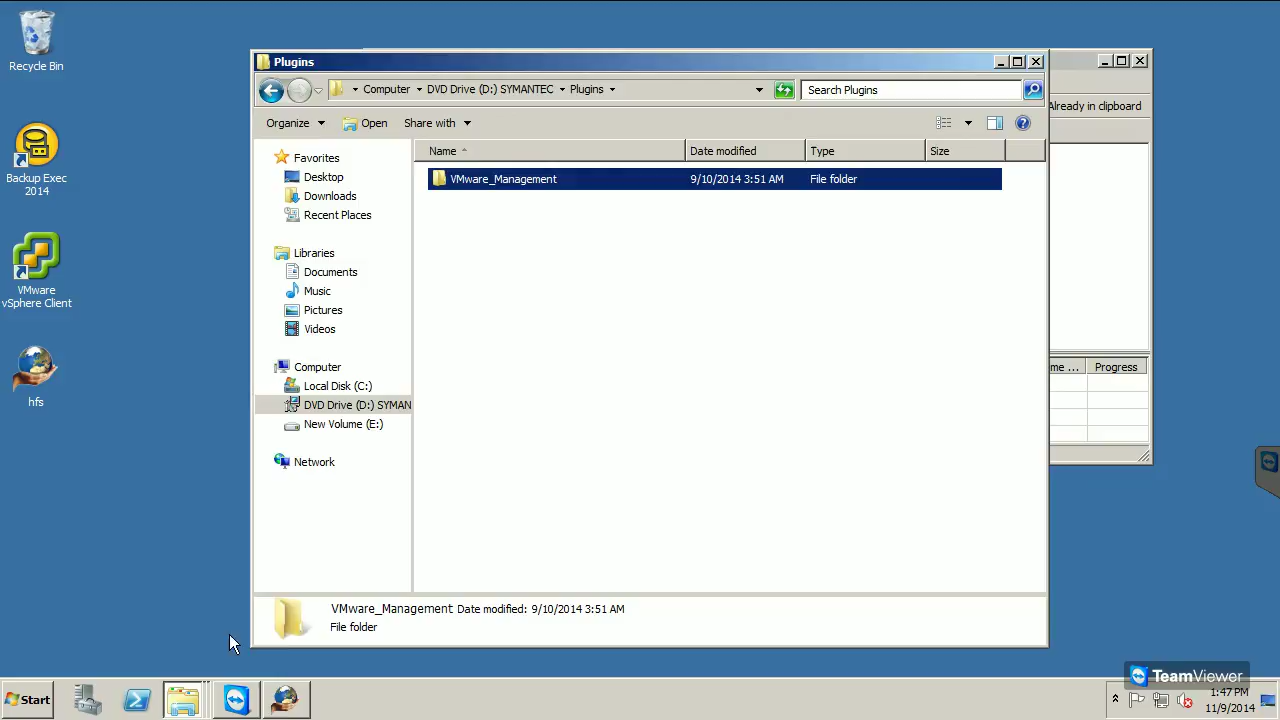 Recycle Bin
Backup Exec
2014
VMware
vSphere Client
hfs
Plugins
Computer
DVD Drive (D:) SYMANTEC
Plugins
Search Plugins
Organize
Open
Share with
Name
Date modified
Type
Size
VMware_Management
9/10/2014 3:51 AM
File folder
Favorites
Desktop
Downloads
Recent Places
Libraries
Documents
Music
Pictures
Videos
Computer
Local Disk (C:)
DVD Drive (D:) SYMAN
New Volume (E:)
Network
VMware_Management Date modified: 9/10/2014 3:51 AM
File folder
Already in clipboard
me ...
Progress
TeamViewer
Start
1:47 PM
11/9/2014